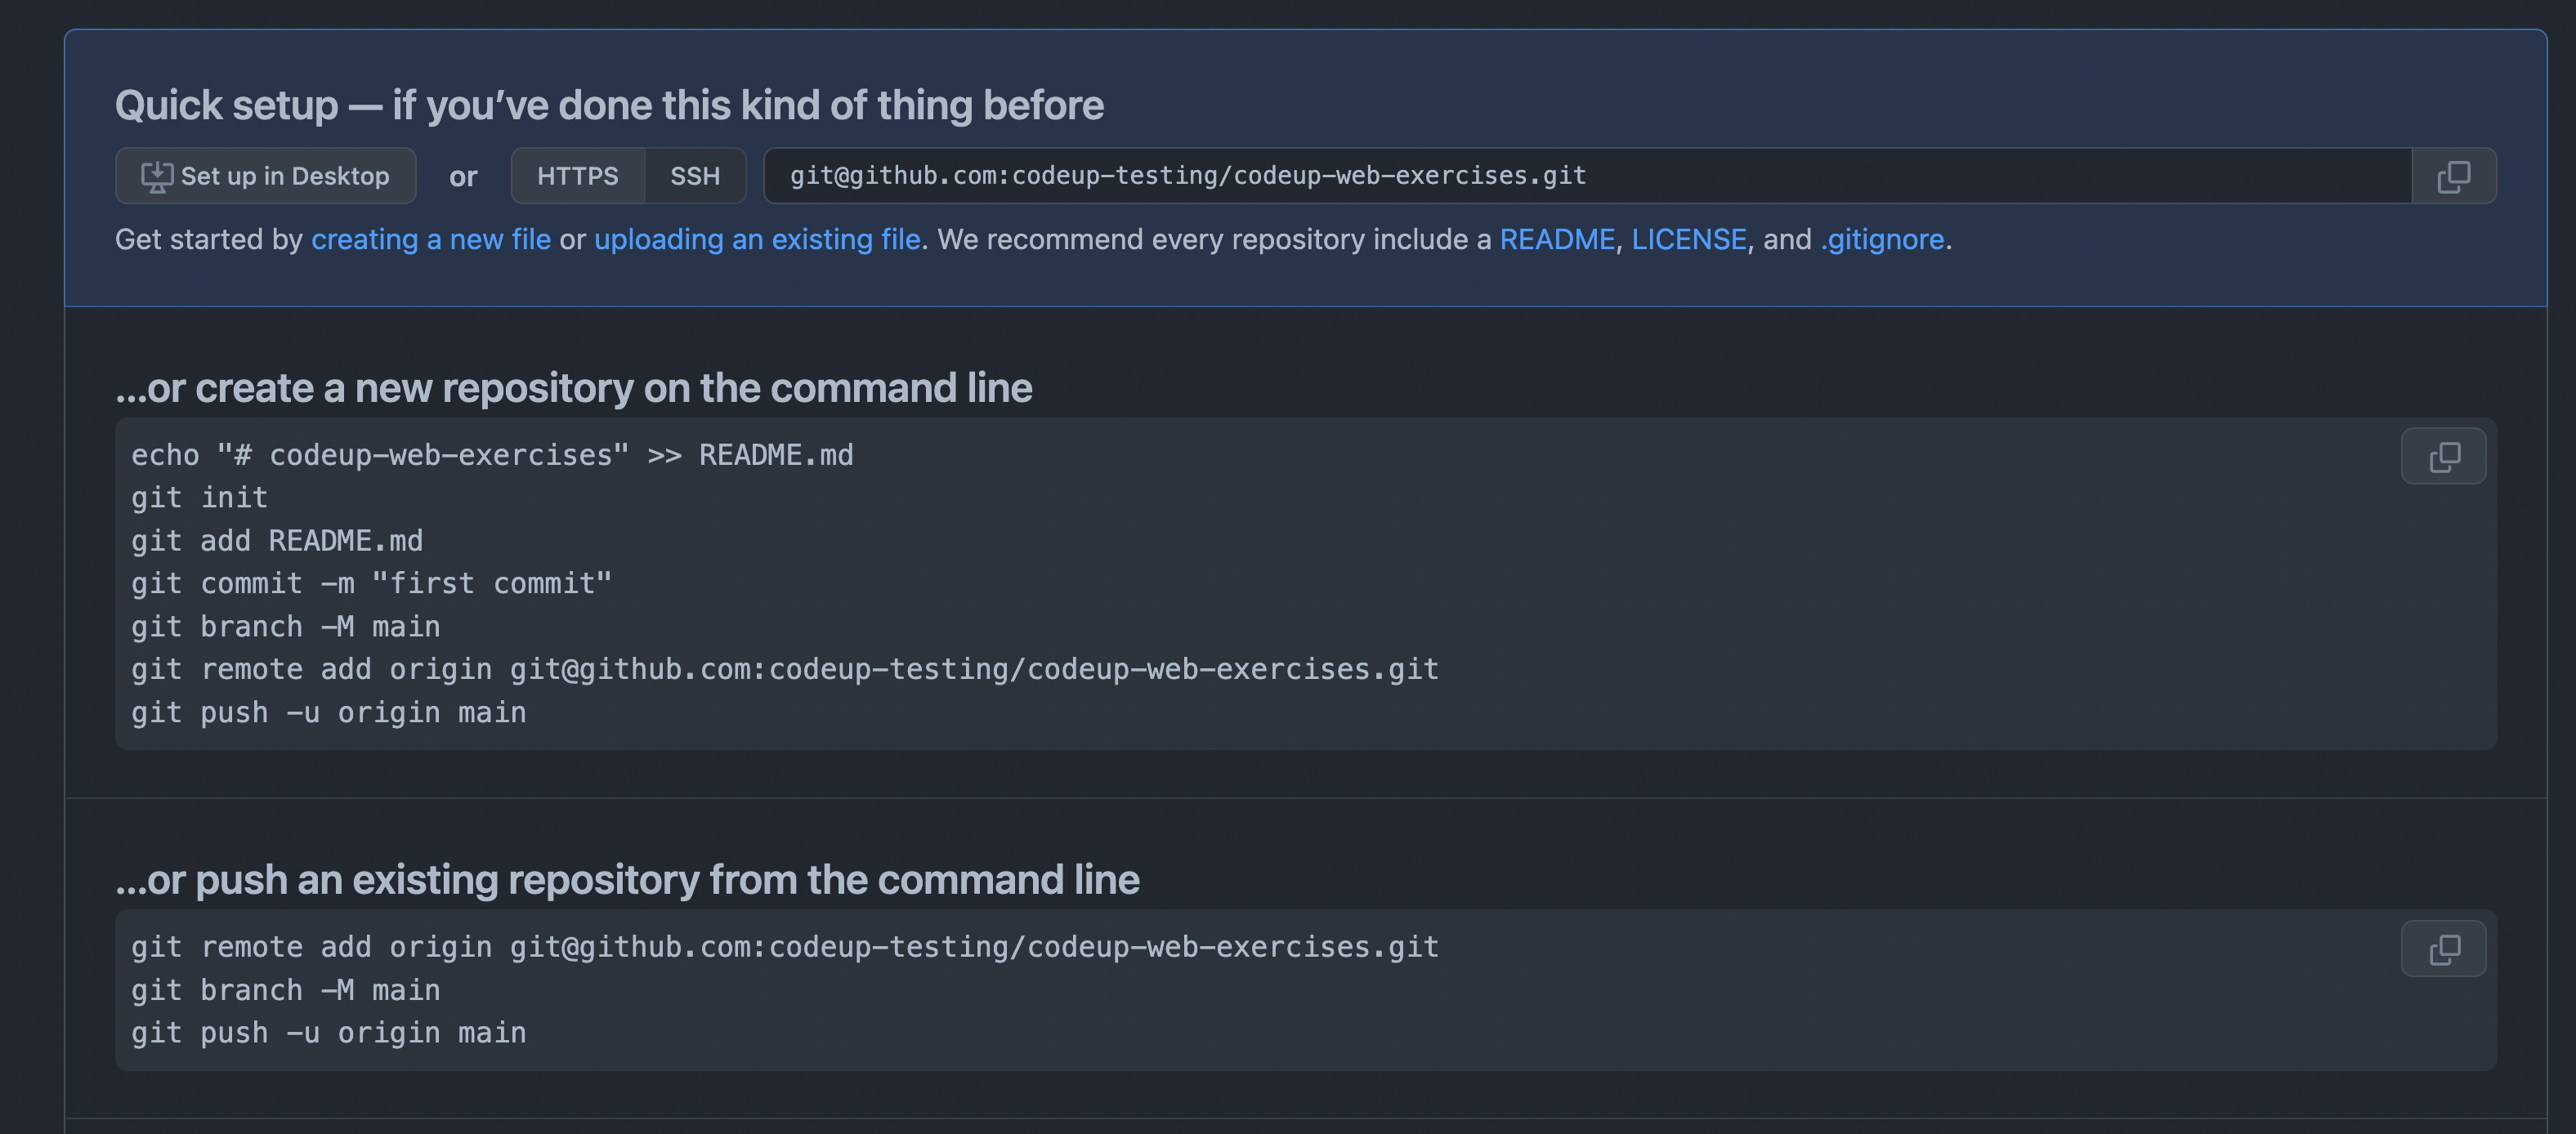 Quick setup — if you’ve done this kind of thing before
Set up in Desktop or HTTPS SSH git@github.com:codeup-testing/codeup-web-exercises.git
Get started by creating a new file or uploading an existing file. We recommend every repository include a README, LICENSE, and .gitignore.
…or create a new repository on the command line
echo "# codeup-web-exercises" >> README.md
git init
git add README.md
git commit -m "first commit"
git branch -M main
git remote add origin git@github.com:codeup-testing/codeup-web-exercises.git
git push -u origin main
…or push an existing repository from the command line
git remote add origin git@github.com:codeup-testing/codeup-web-exercises.git
git branch -M main
git push -u origin main